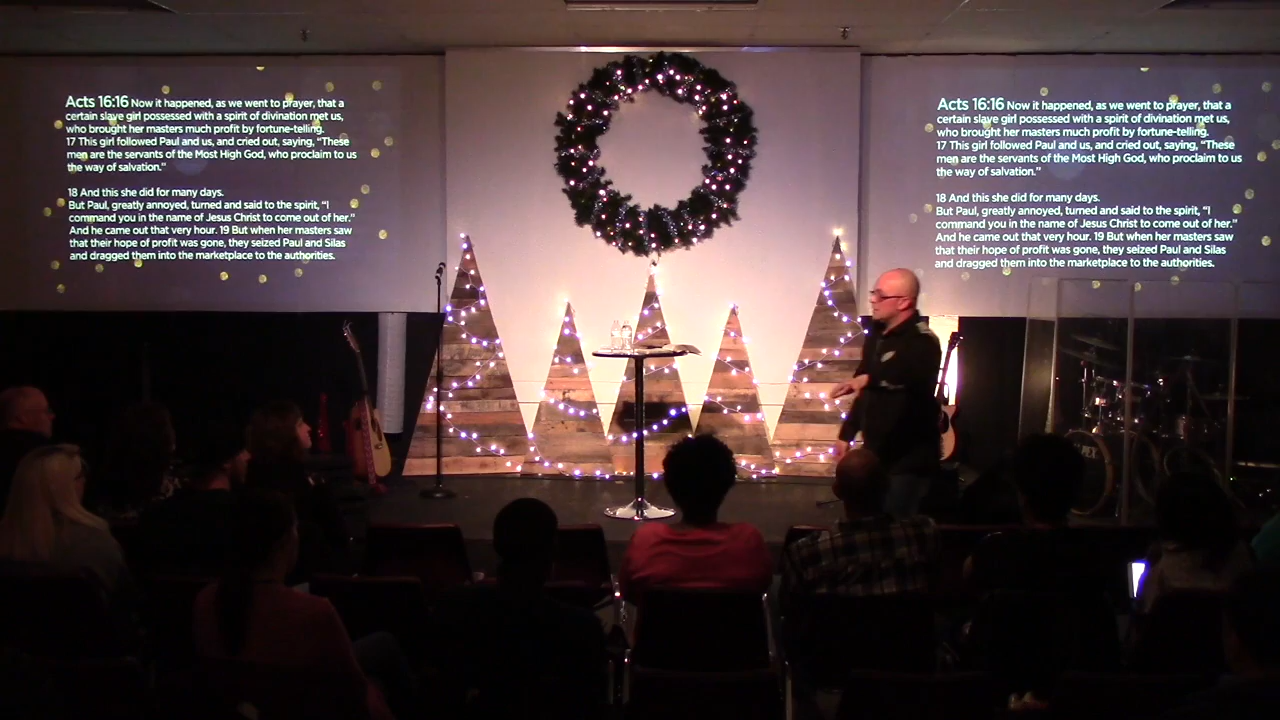 Acts 16:16 Now it happened, as we went to prayer, that a
certain slave girl possessed with a spirit of divination met us,
who brought her masters much profit by fortune-telling.
17 This girl followed Paul and us, and cried out, saying, “These
men are the servants of the Most High God, who proclaim to us
the way of salvation.”
18 And this she did for many days.
But Paul, greatly annoyed, turned and said to the spirit, “I
command you in the name of Jesus Christ to come out of her.”
And he came out that very hour. 19 But when her masters saw
that their hope of profit was gone, they seized Paul and Silas
and dragged them into the marketplace to the authorities.
Acts 16:16 Now it happened, as we went to prayer, that a
certain slave girl possessed with a spirit of divination met us,
who brought her masters much profit by fortune-telling.
17 This girl followed Paul and us, and cried out, saying, “These
men are the servants of the Most High God, who proclaim to us
the way of salvation.”
18 And this she did for many days.
But Paul, greatly annoyed, turned and said to the spirit, “I
command you in the name of Jesus Christ to come out of her.”
And he came out that very hour. 19 But when her masters saw
that their hope of profit was gone, they seized Paul and Silas
and dragged them into the marketplace to the authorities.